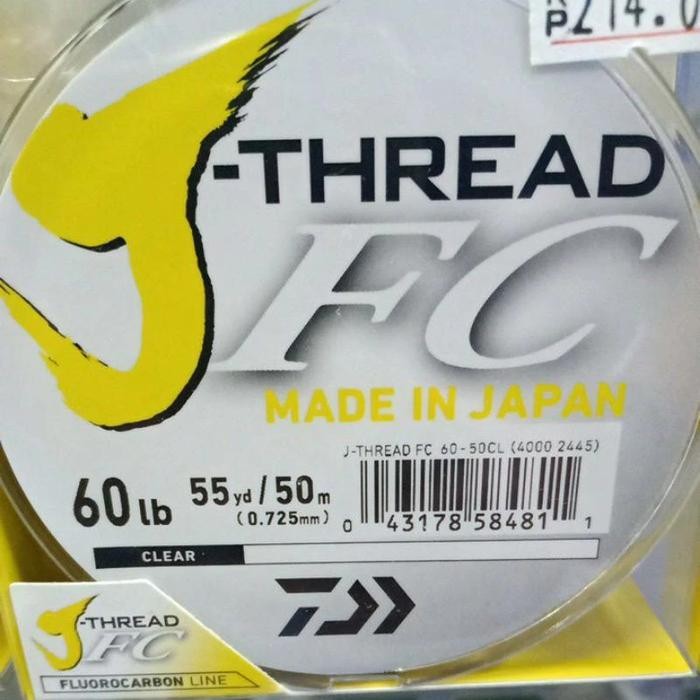 J-THREAD
FC
MADE IN JAPAN
J-THREAD FC 60-50CL (4000 2445)
60 lb 55 yd / 50 m
(0.725mm)
0 43178 58481 1
CLEAR
J-THREAD
FC
FLUOROCARBON LINE